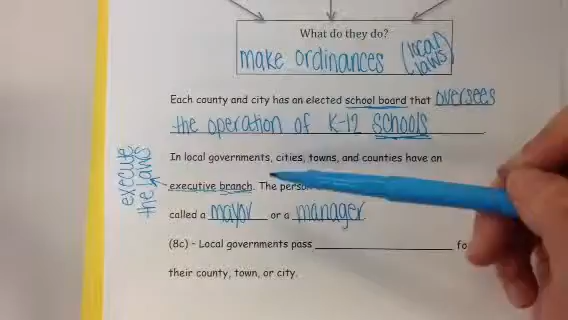 What do they do?
make ordinances (local laws)
Each county and city has an elected school board that oversees
the operation of K-12 schools
In local governments, cities, towns, and counties have an
execute the laws
executive branch. The person
called a mayor or a manager
(8c) - Local governments pass ____________ fo
their county, town, or city.